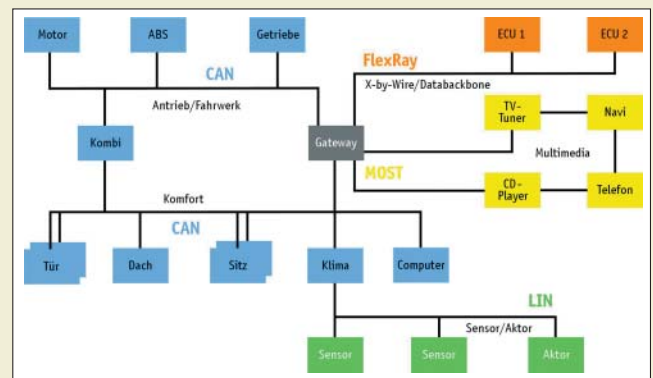 Motor
ABS
Getriebe
ECU 1
ECU 2
CAN
FlexRay
Antrieb/Fahrwerk
X-by-Wire/Databackbone
TV-
Tuner
Navi
Kombi
Gateway
Multimedia
MOST
CD-
Player
Telefon
Komfort
CAN
Tür
Dach
Sitz
Klima
Computer
LIN
Sensor/Aktor
Sensor
Sensor
Aktor